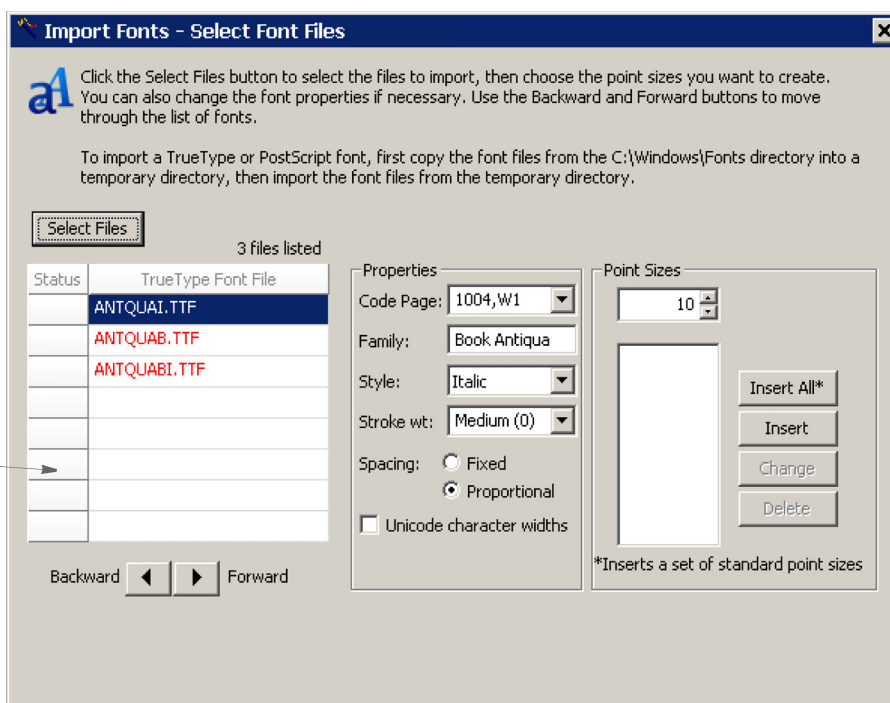 Import Fonts - Select Font Files
Click the Select Files button to select the files to import, then choose the point sizes you want to create.
You can also change the font properties if necessary. Use the Backward and Forward buttons to move
through the list of fonts.
To import a TrueType or PostScript font, first copy the font files from the C:\Windows\Fonts directory into a
temporary directory, then import the font files from the temporary directory.
Select Files
3 files listed
Status TrueType Font File
ANTQUAI.TTF
ANTQUAB.TTF
ANTQUABI.TTF
Backward Forward
Properties
Code Page: 1004,W1
Family: Book Antiqua
Style: Italic
Stroke wt: Medium (0)
Spacing: Fixed
Proportional
Unicode character widths
Point Sizes
10
Insert All*
Insert
Change
Delete
*Inserts a set of standard point sizes